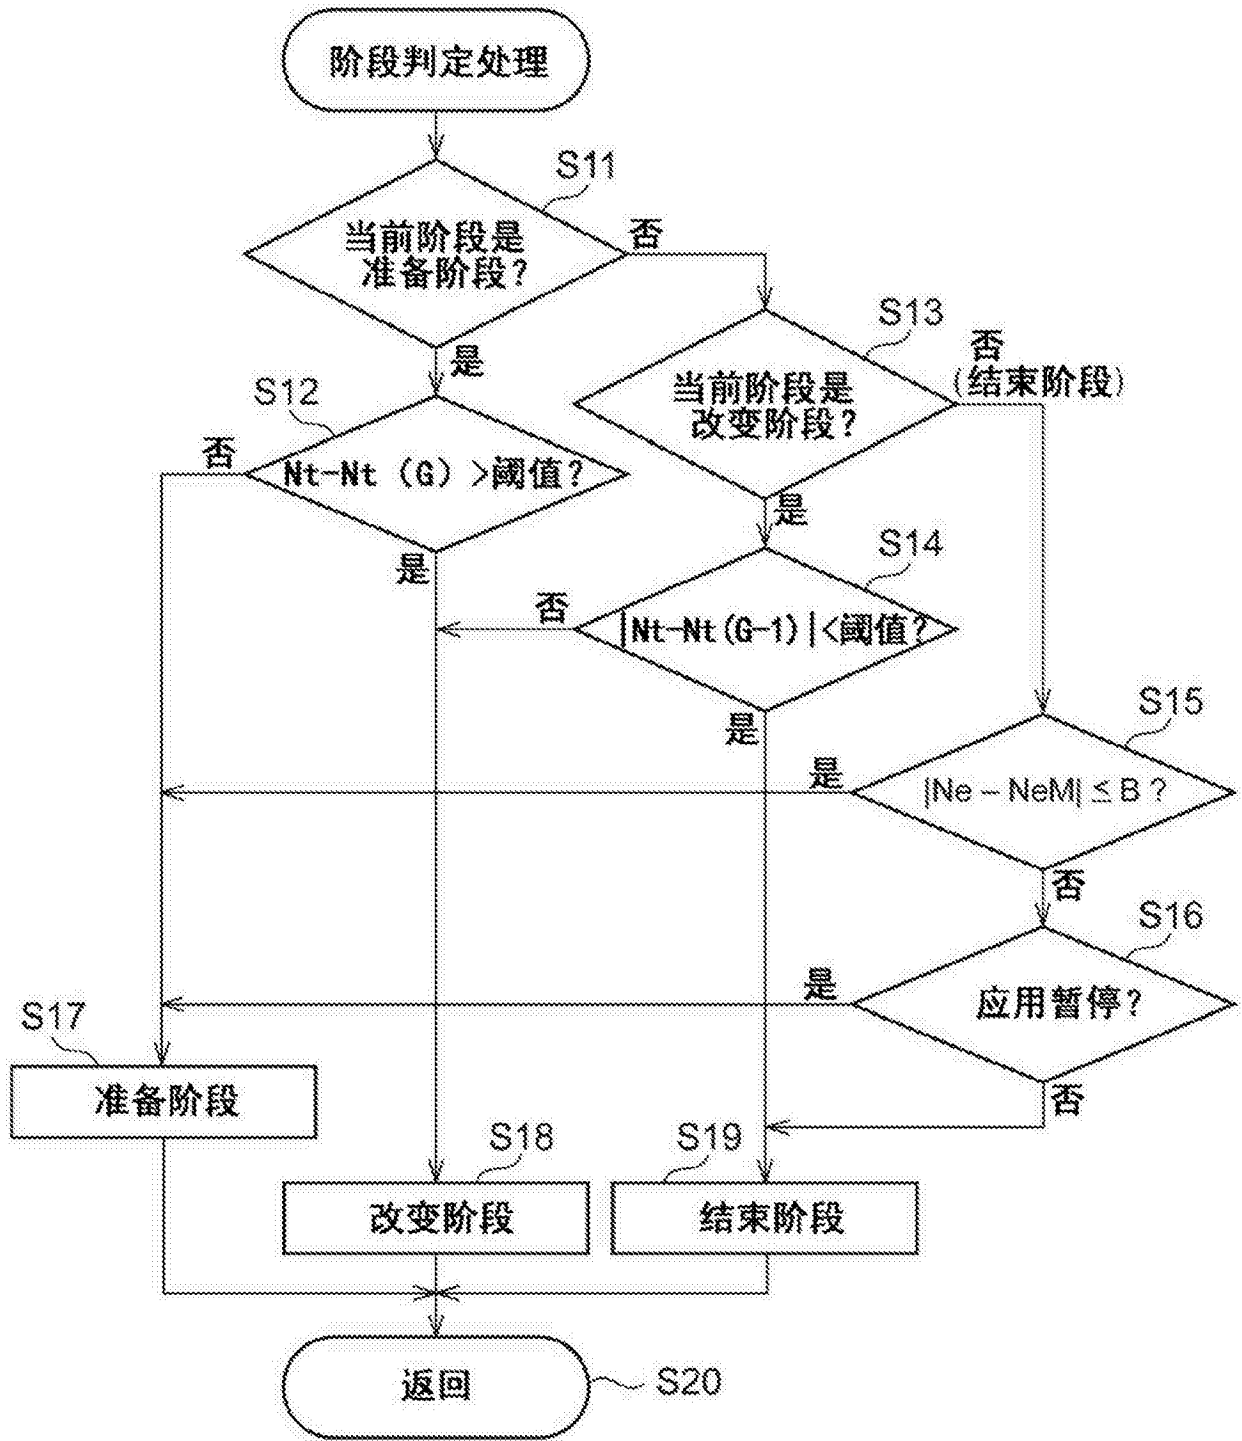 阶段判定处理
S11
当前阶段是
准备阶段?
否
是
S13
否
(结束阶段)
当前阶段是
改变阶段?
是
S12
否
Nt-Nt (G) >阈值?
是
S14
否
|Nt-Nt(G-1)|<阈值?
是
S15
是
|Ne – NeM| ≤ B ?
否
S16
是
应用暂停?
否
S17
准备阶段
S18
改变阶段
S19
结束阶段
返回
S20